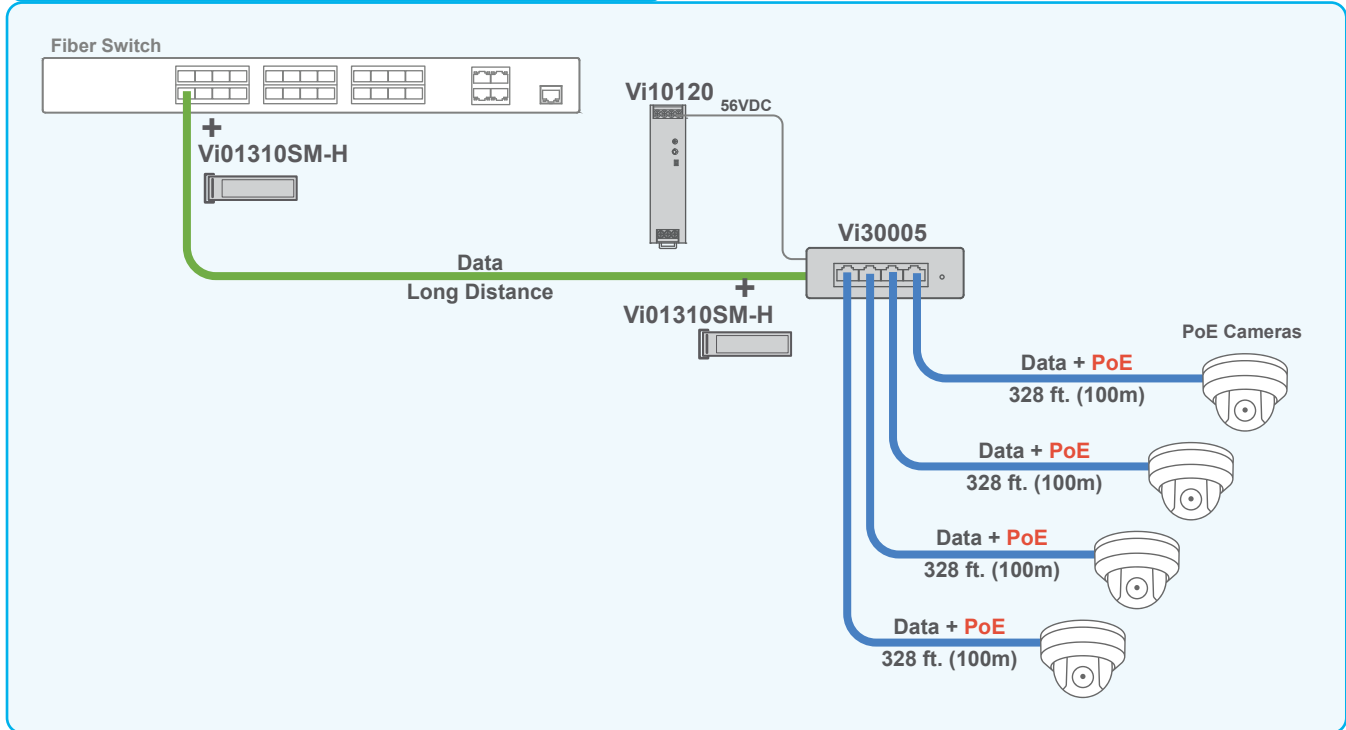 Fiber Switch
Vi01310SM-H
Vi10120
56VDC
Vi30005
Data
Long Distance
Vi01310SM-H
PoE Cameras
Data + PoE
328 ft. (100m)
Data + PoE
328 ft. (100m)
Data + PoE
328 ft. (100m)
Data + PoE
328 ft. (100m)